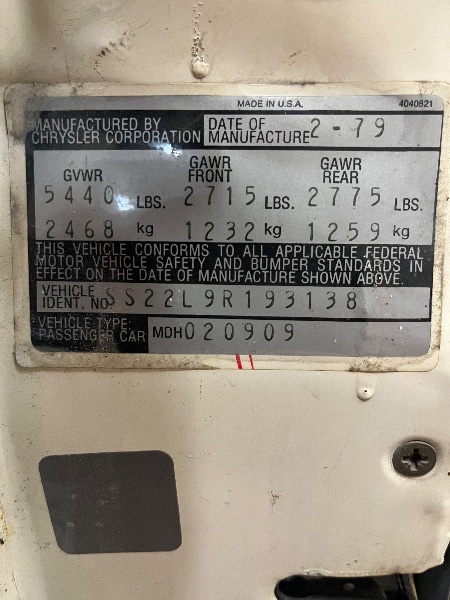 MADE IN U.S.A. 4040821
MANUFACTURED BY CHRYSLER CORPORATION DATE OF MANUFACTURE 2-79
GVWR GAWR FRONT GAWR REAR
5440 LBS. 2715 LBS. 2775 LBS.
2468 kg 1232 kg 1259 kg
THIS VEHICLE CONFORMS TO ALL APPLICABLE FEDERAL
MOTOR VEHICLE SAFETY AND BUMPER STANDARDS IN
EFFECT ON THE DATE OF MANUFACTURE SHOWN ABOVE.
VEHICLE IDENT. NO. SS22L9R193138
VEHICLE TYPE: PASSENGER CAR MDH020909